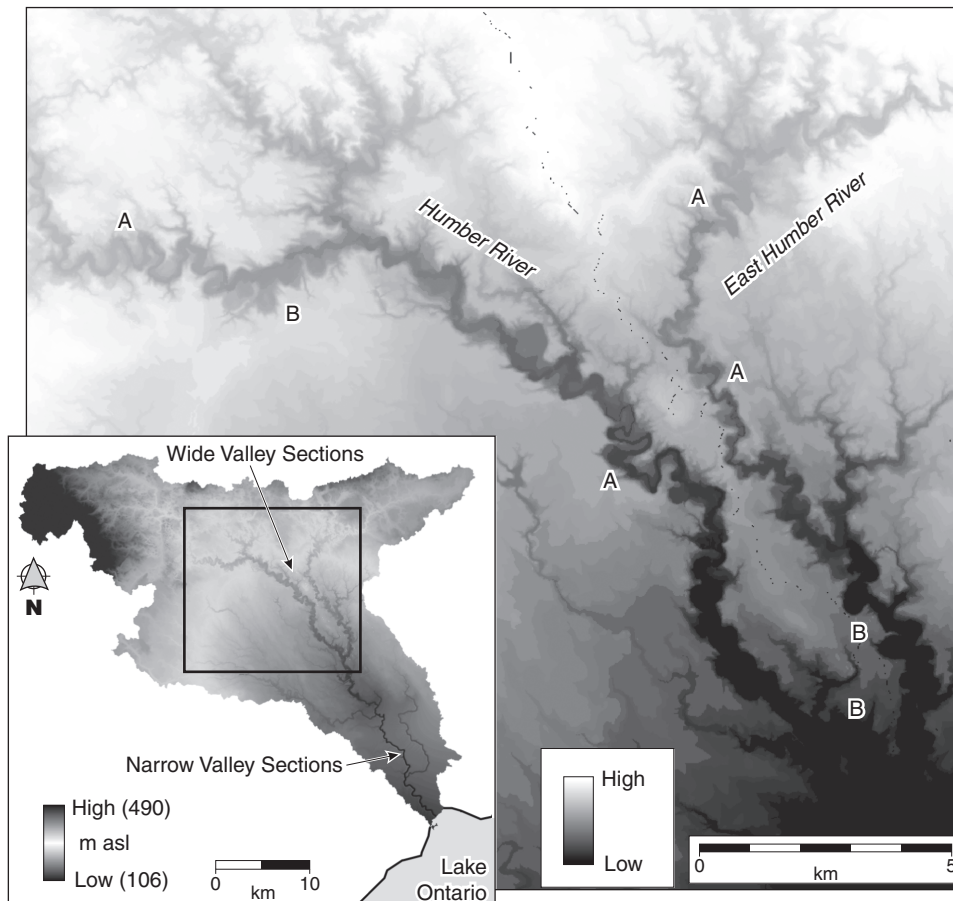 A
Humber River
A
East Humber River
B
A
A
B
B
High
Low
0
5
km
Wide Valley Sections
N
Narrow Valley Sections
High (490)
m asl
Low (106)
0
10
km
Lake
Ontario